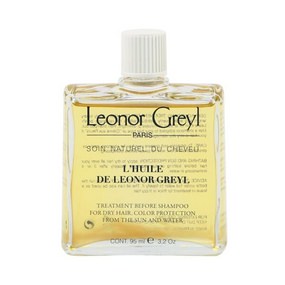 Leonor Greyl
PARIS
SOIN NATUREL DU CHEVEU
L'HUILE
DE LEONOR GREYL
TREATMENT BEFORE SHAMPOO
FOR DRY HAIR, COLOR PROTECTION
FROM THE SUN AND WATER
CONT. 95 ml e 3,2 Oz